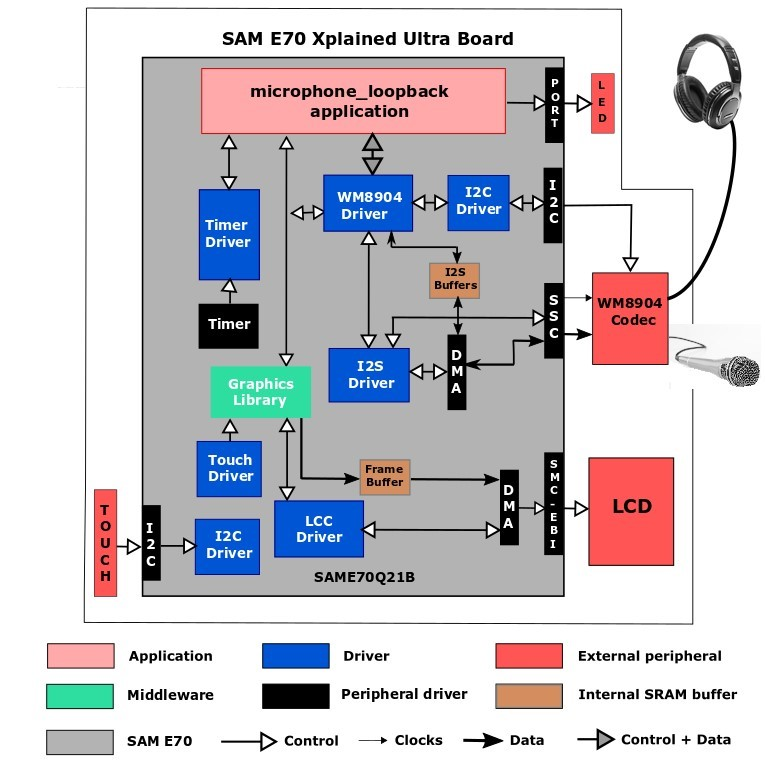 SAM E70 Xplained Ultra Board
microphone_loopback
application
PORT
LED
WM8904
Driver
I2C
Driver
I2C
Timer
Driver
I2S
Buffers
Timer
SSC
WM8904
Codec
DMA
I2S
Driver
Graphics
Library
Touch
Driver
Frame
Buffer
DMA
SMC-EBI
LCD
TOUCH
I2C
I2C
Driver
LCC
Driver
SAME70Q21B
Application
Driver
External peripheral
Middleware
Peripheral driver
Internal SRAM buffer
SAM E70
Control
Clocks
Data
Control + Data